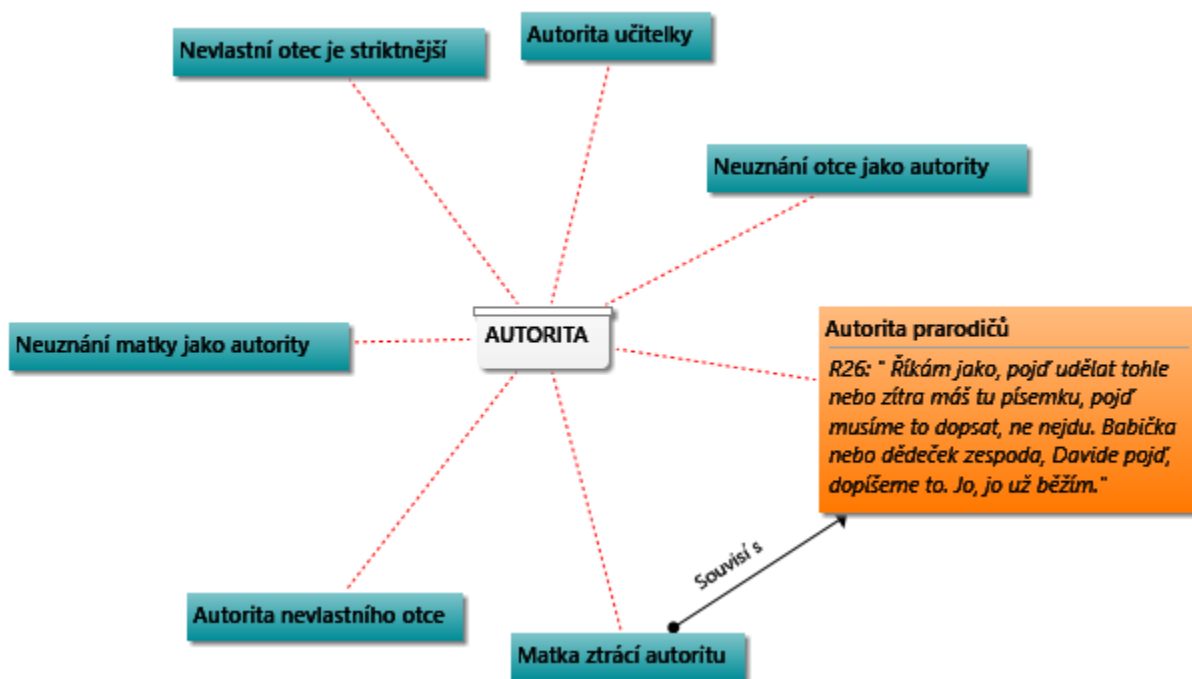 Autorita učitelky
Nevlastní otec je striktnější
Neuznání otce jako autority
AUTORITA
Neuznání matky jako autority
Autorita prarodičů
R26: " Říkám jako, pojď udělat tohle
nebo zítra máš tu písemku, pojď
musíme to dopsat, ne nejdu. Babička
nebo dědeček zespoda, Davide pojď,
dopíšeme to. Jo, jo už běžím."
Souvisí s
Autorita nevlastního otce
Matka ztrácí autoritu